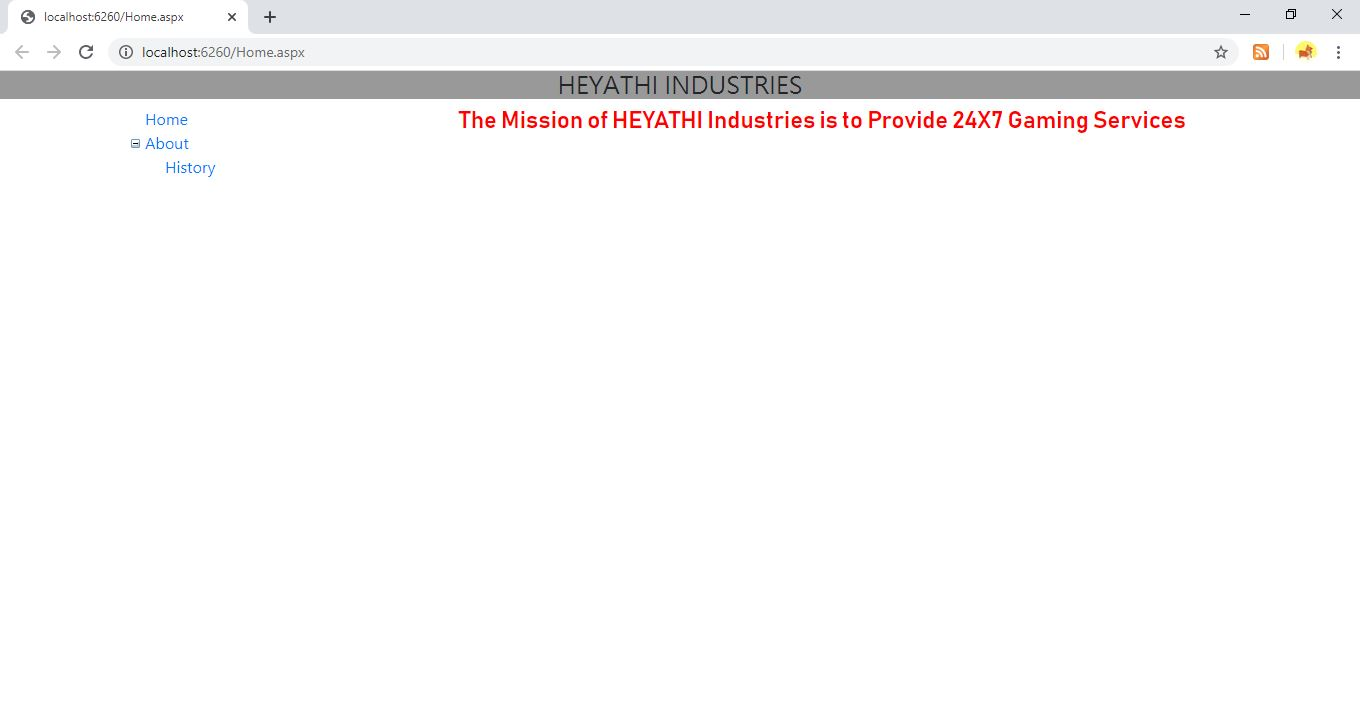 localhost:6260/Home.aspx
localhost:6260/Home.aspx
HEYATHI INDUSTRIES
Home
About
History
The Mission of HEYATHI Industries is to Provide 24X7 Gaming Services